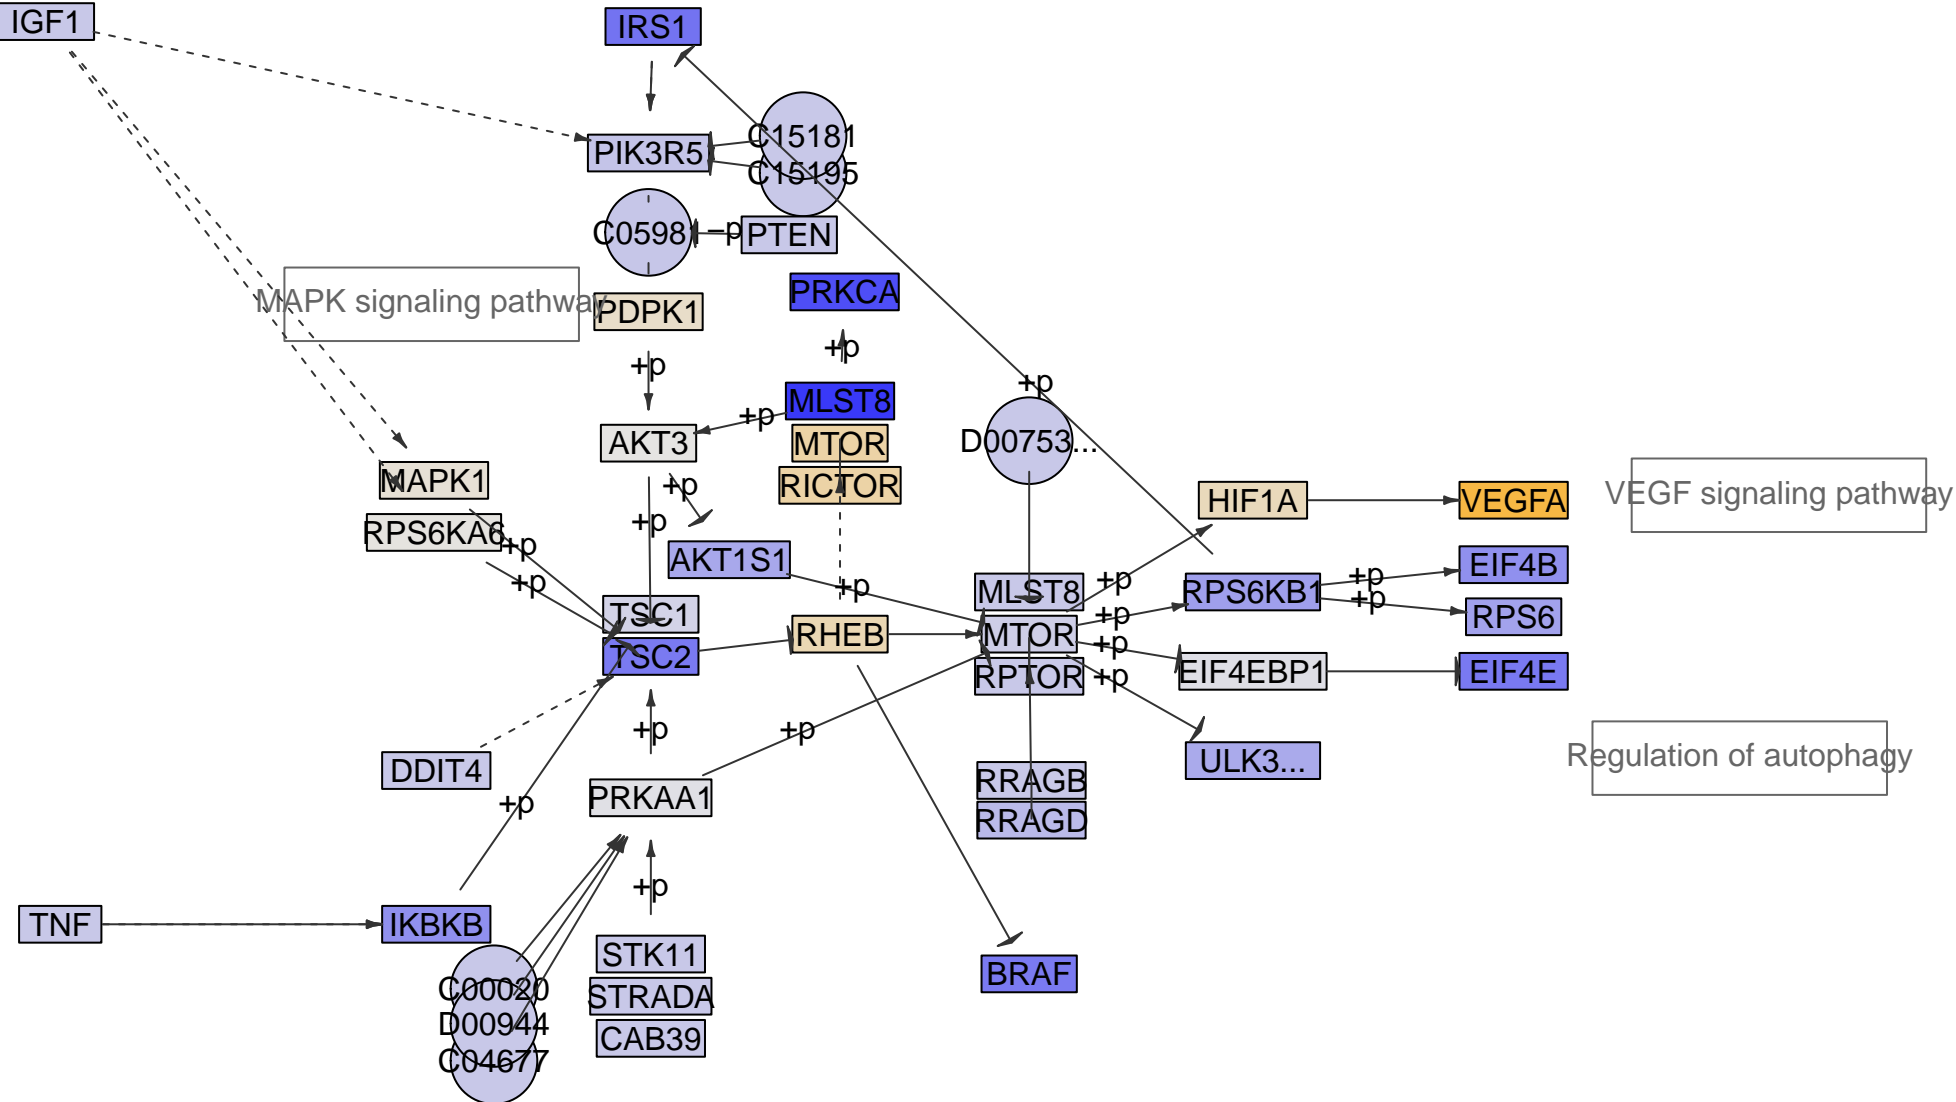 IGF1
IRS1
C15181
PIK3R5
C15195
C0598
–p
PTEN
PRKCA
MAPK signaling pathway
PDPK1
+p
+p
+p
MLST8
+p
AKT3
MTOR
D00753...
MAPK1
+p
RICTOR
HIF1A
VEGFA
VEGF signaling pathway
RPS6KA6
+p
+p
AKT1S1
EIF4B
+p
+p
MLST8
+p
RPS6KB1
+p
+p
TSC1
+p
RPS6
RHEB
MTOR
+p
TSC2
RPTOR
+p
EIF4EBP1
EIF4E
+p
+p
Regulation of autophagy
DDIT4
ULK3...
PRKAA1
RRAGB
+p
RRAGD
+p
TNF
IKBKB
STK11
BRAF
C00020
STRADA
D00944
CAB39
C04677